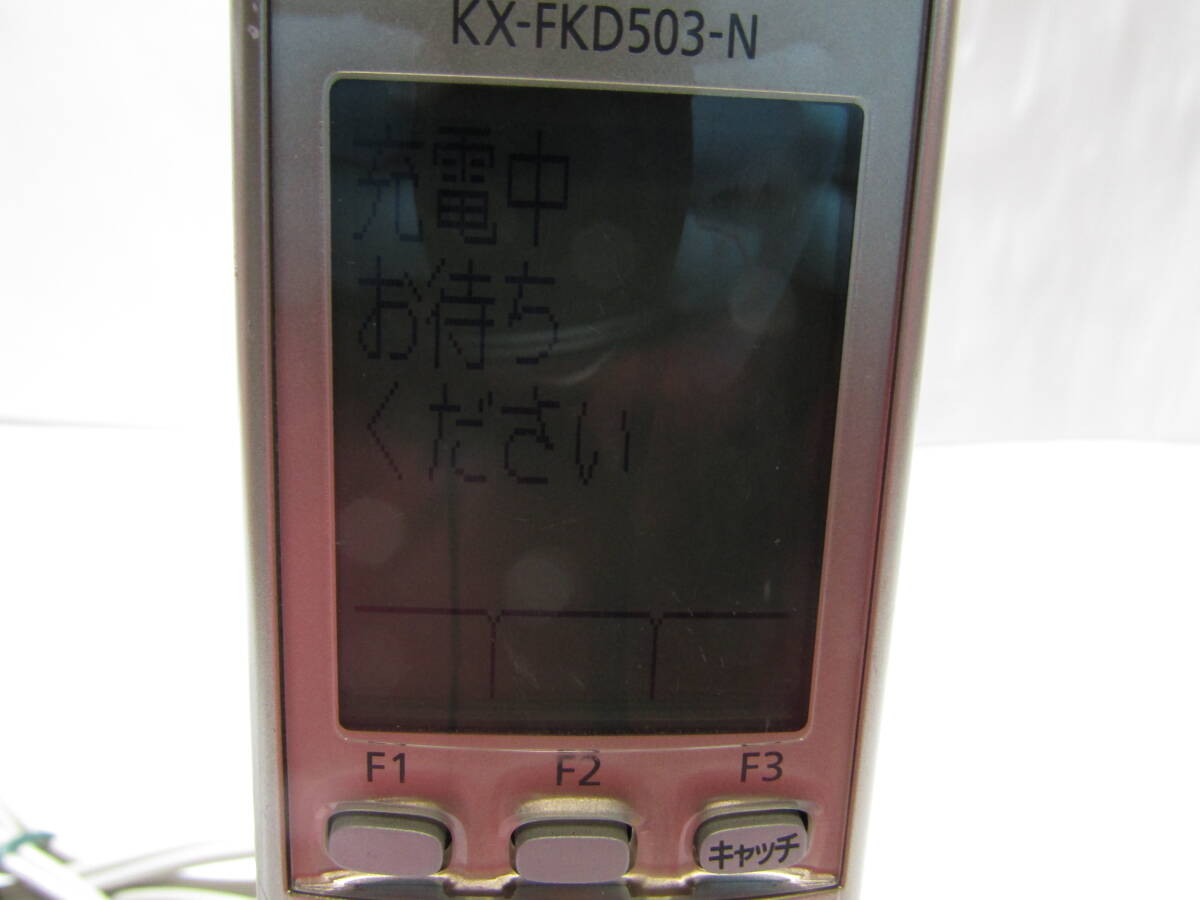 KX-FKD503-N
充電中
お待ち
ください
F1 F2 F3
キャッチ